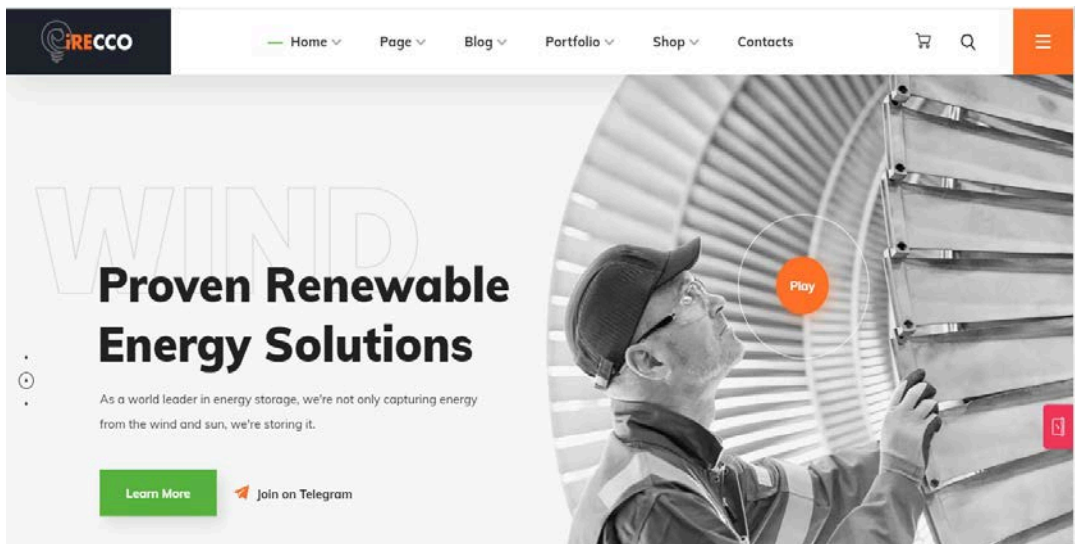 iRECCO
Home Page Blog Portfolio Shop Contacts
WIND
Proven Renewable
Energy Solutions
As a world leader in energy storage, we're not only capturing energy
from the wind and sun, we're storing it.
Learn More Join on Telegram
Play